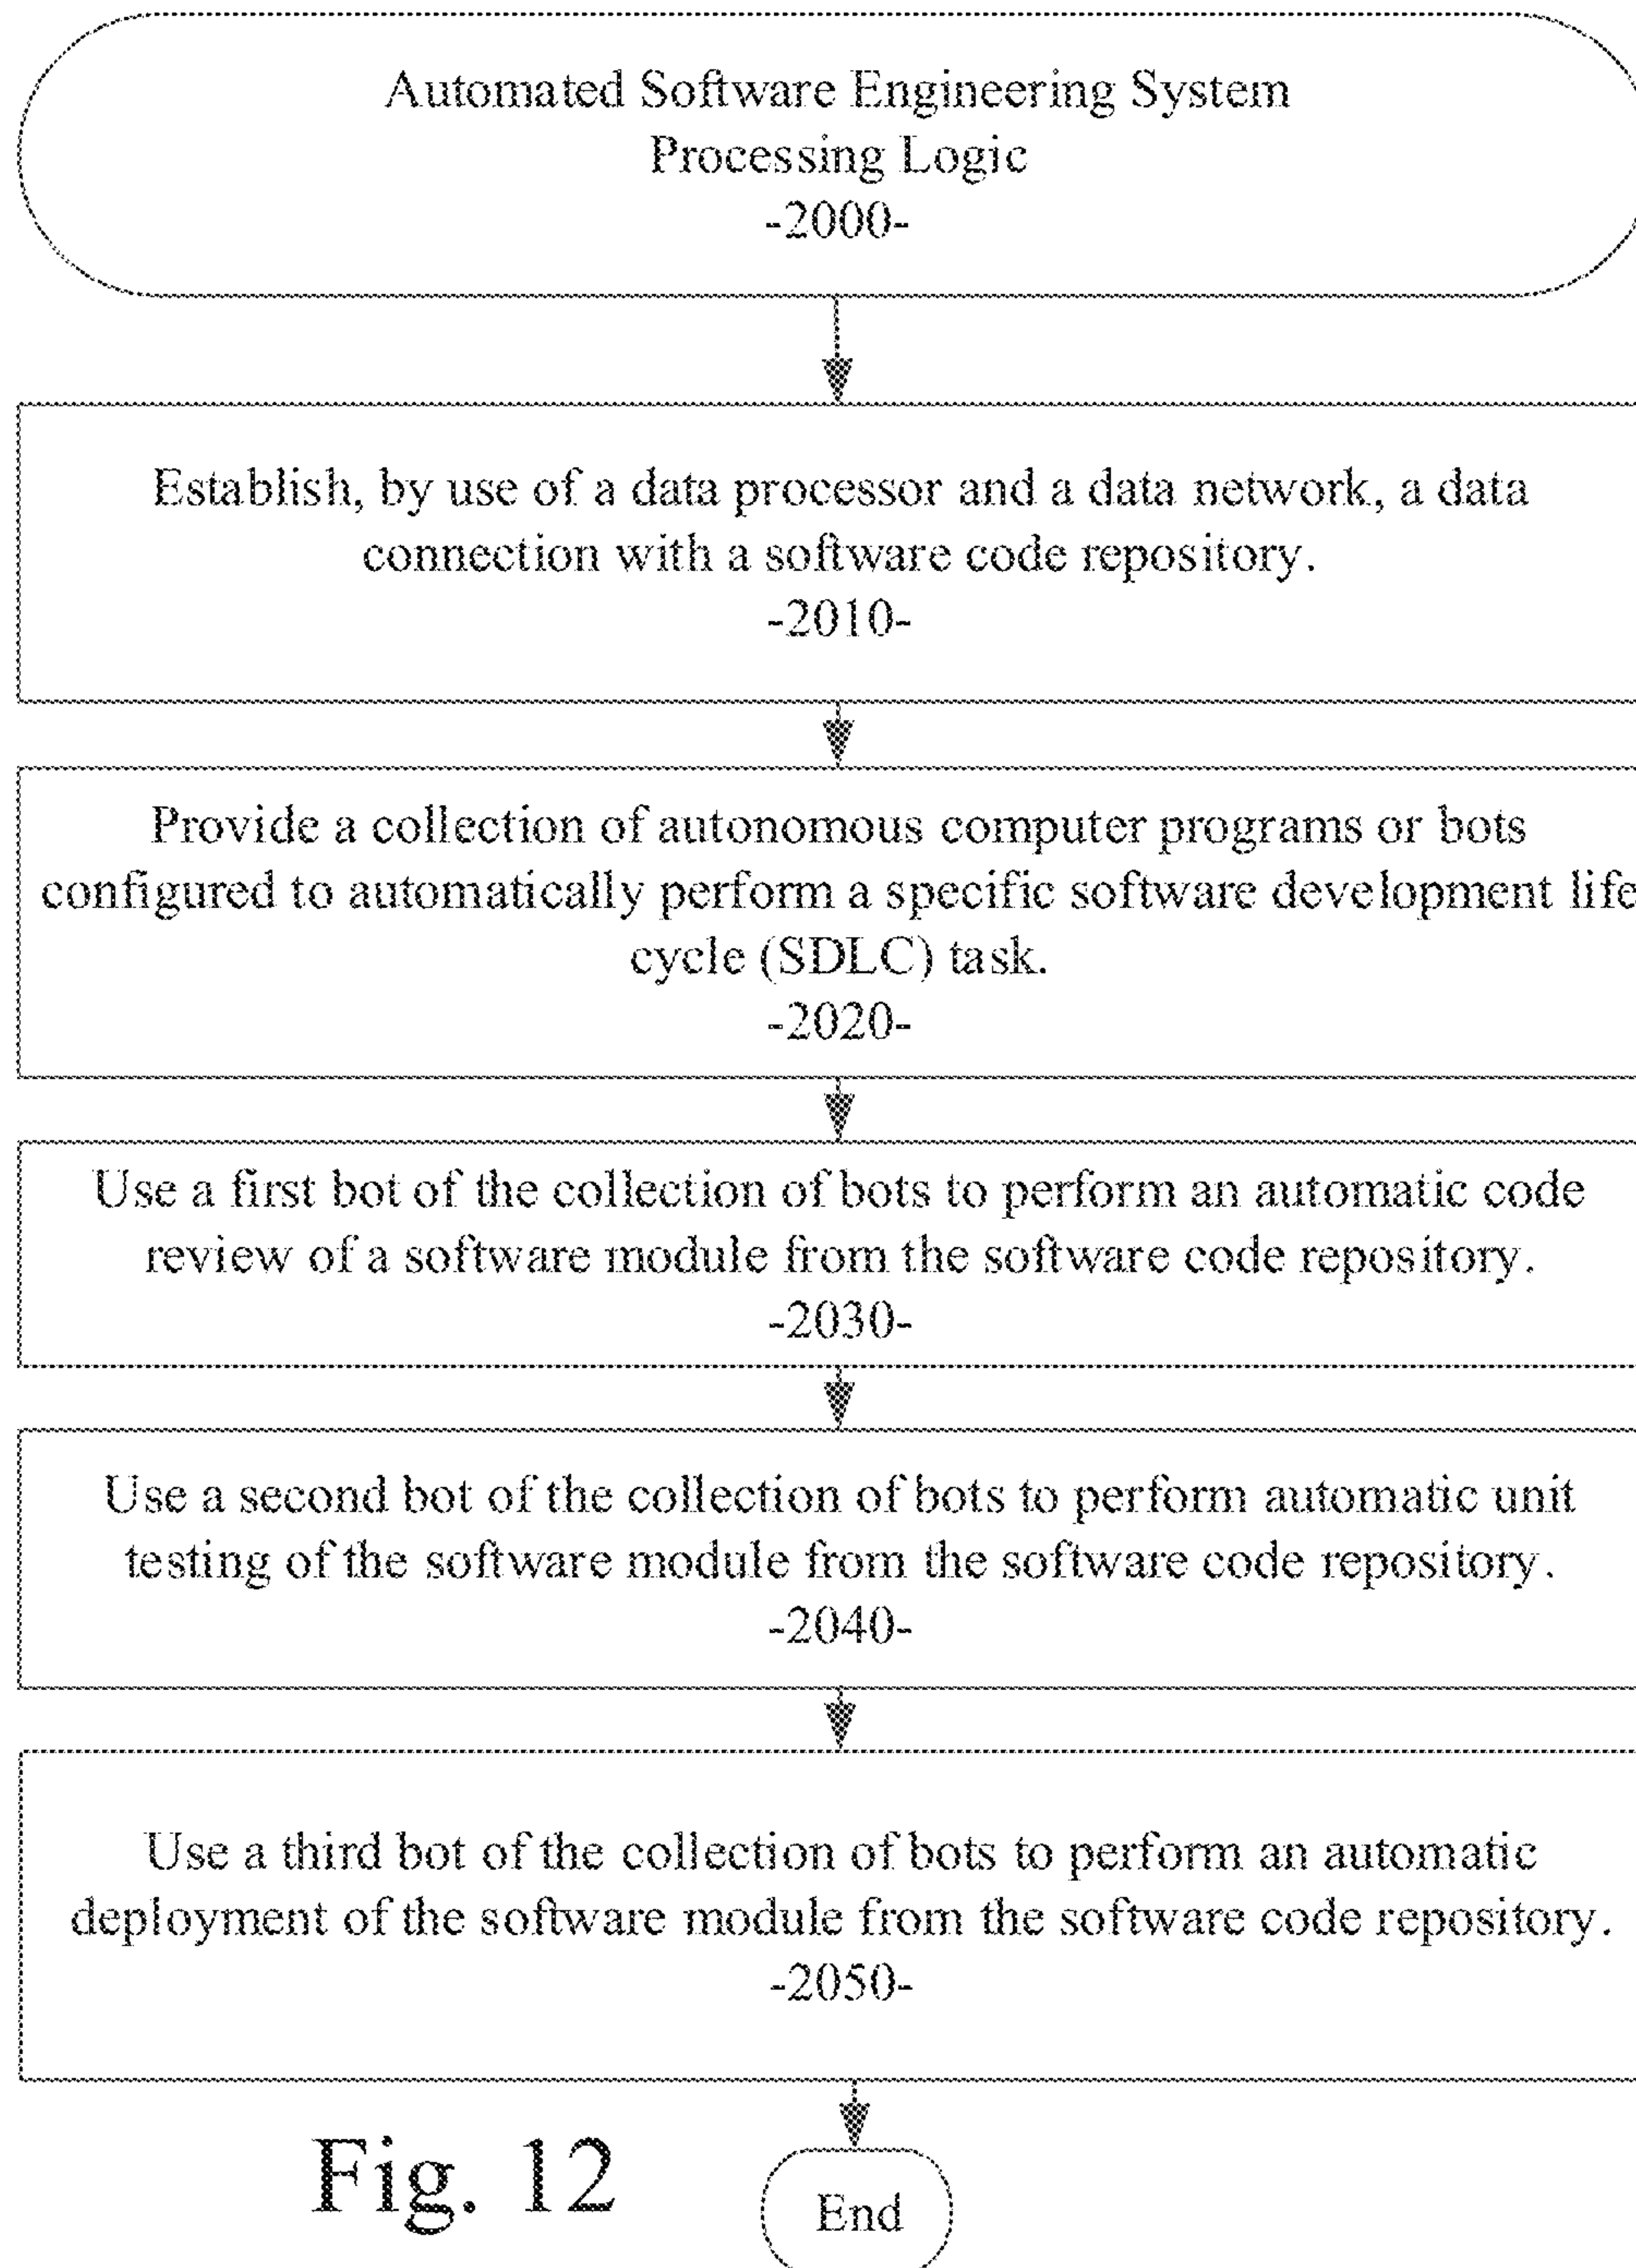 Automated Software Engineering System
Processing Logic
-2000-
Establish, by use of a data processor and a data network, a data
connection with a software code repository.
-2010-
Provide a collection of autonomous computer programs or bots
configured to automatically perform a specific software development life
cycle (SDLC) task.
-2020-
Use a first bot of the collection of bots to perform an automatic code
review of a software module from the software code repository.
-2030-
Use a second bot of the collection of bots to perform automatic unit
testing of the software module from the software code repository.
-2040-
Use a third bot of the collection of bots to perform an automatic
deployment of the software module from the software code repository.
-2050-
Fig. 12
End